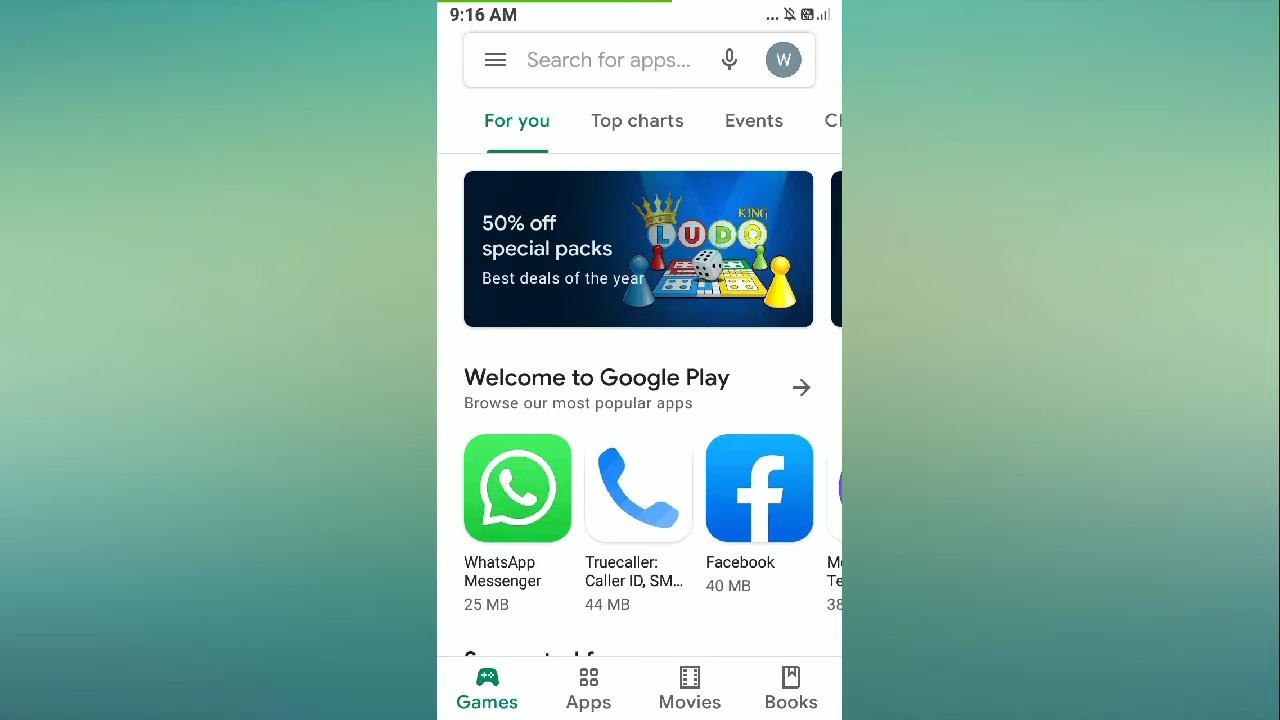 9:16 AM
Search for apps...
W
For you
Top charts
Events
50% off
special packs
Best deals of the year
KING
LUDO
Welcome to Google Play
Browse our most popular apps
WhatsApp
Messenger
25 MB
Truecaller:
Caller ID, SM...
44 MB
Facebook
40 MB
38
Games
Apps
Movies
Books